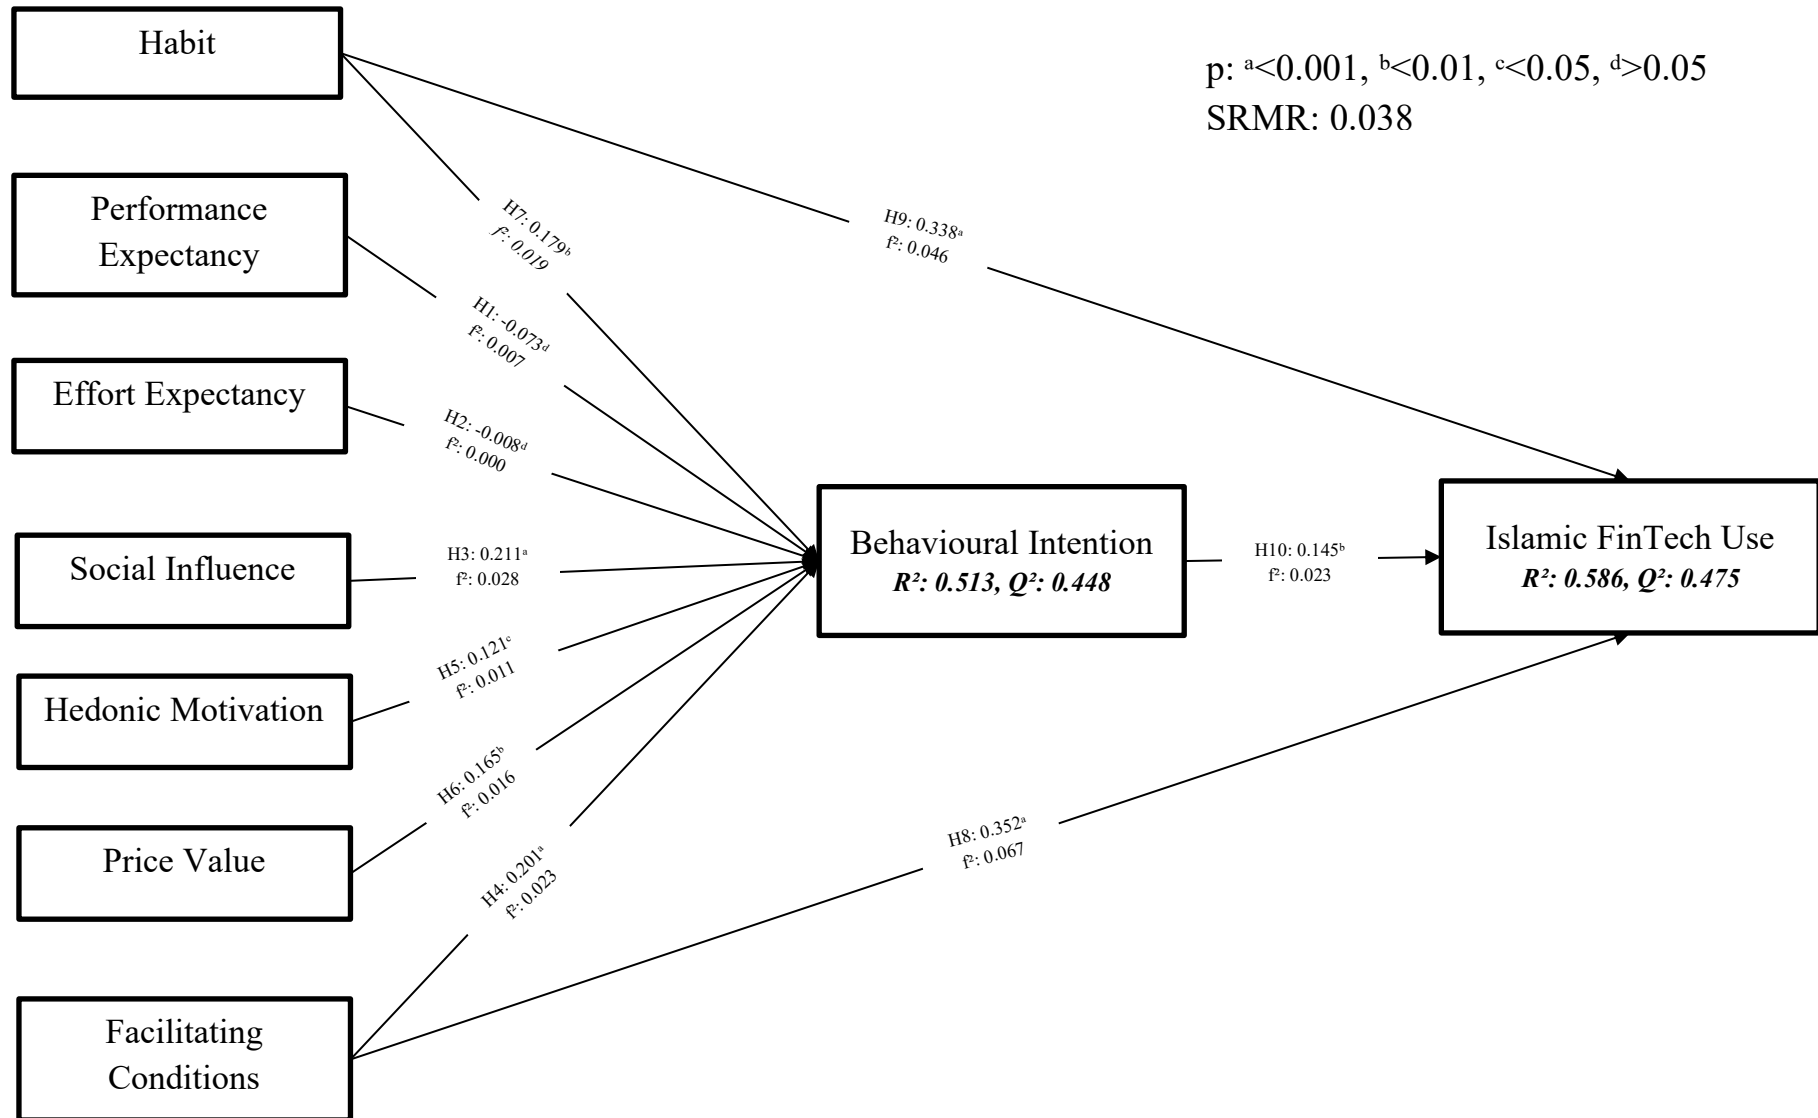 Habit
p: ᵃ<0.001, ᵇ<0.01, ᶜ<0.05, ᵈ>0.05
SRMR: 0.038
Performance
Expectancy
H7: 0.179ᵇ
f²: 0.019
H9: 0.338ᵃ
f²: 0.046
H1: -0.073ᵈ
f²: 0.007
Effort Expectancy
H2: -0.008ᵈ
f²: 0.000
Social Influence
H3: 0.211ᵃ
f²: 0.028
Behavioural Intention
R²: 0.513, Q²: 0.448
H10: 0.145ᵇ
f²: 0.023
Islamic FinTech Use
R²: 0.586, Q²: 0.475
Hedonic Motivation
H5: 0.121ᶜ
f²: 0.011
Price Value
H6: 0.165ᵇ
f²: 0.016
H4: 0.201ᵃ
f²: 0.023
H8: 0.352ᵃ
f²: 0.067
Facilitating
Conditions